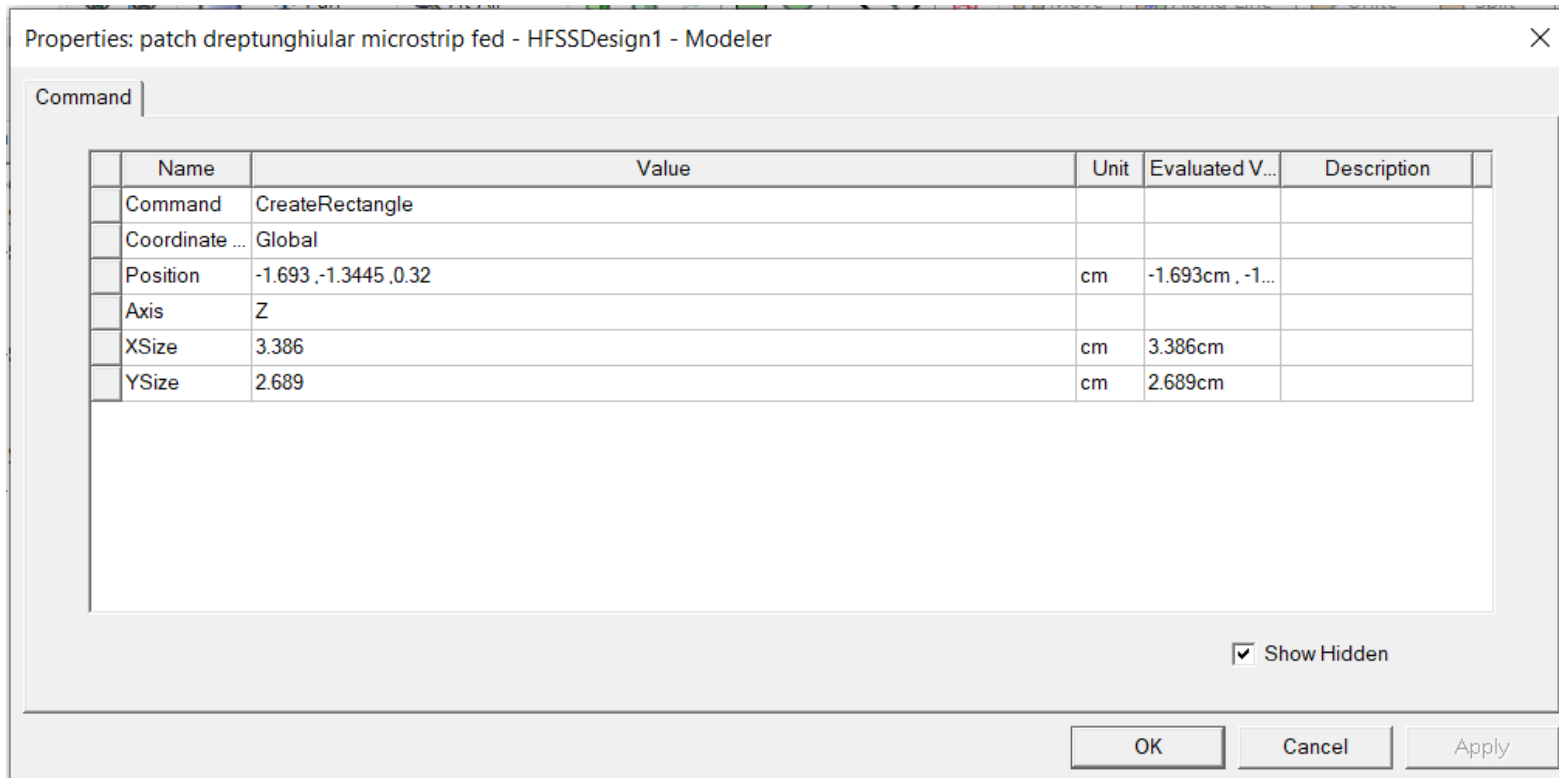 Properties: patch dreptunghiular microstrip fed - HFSSDesign1 - Modeler
Command
Name Value Unit Evaluated V... Description
Command CreateRectangle
Coordinate ... Global
Position -1.693 ,-1.3445 ,0.32 cm -1.693cm , -1...
Axis Z
XSize 3.386 cm 3.386cm
YSize 2.689 cm 2.689cm
Show Hidden
OK Cancel Apply